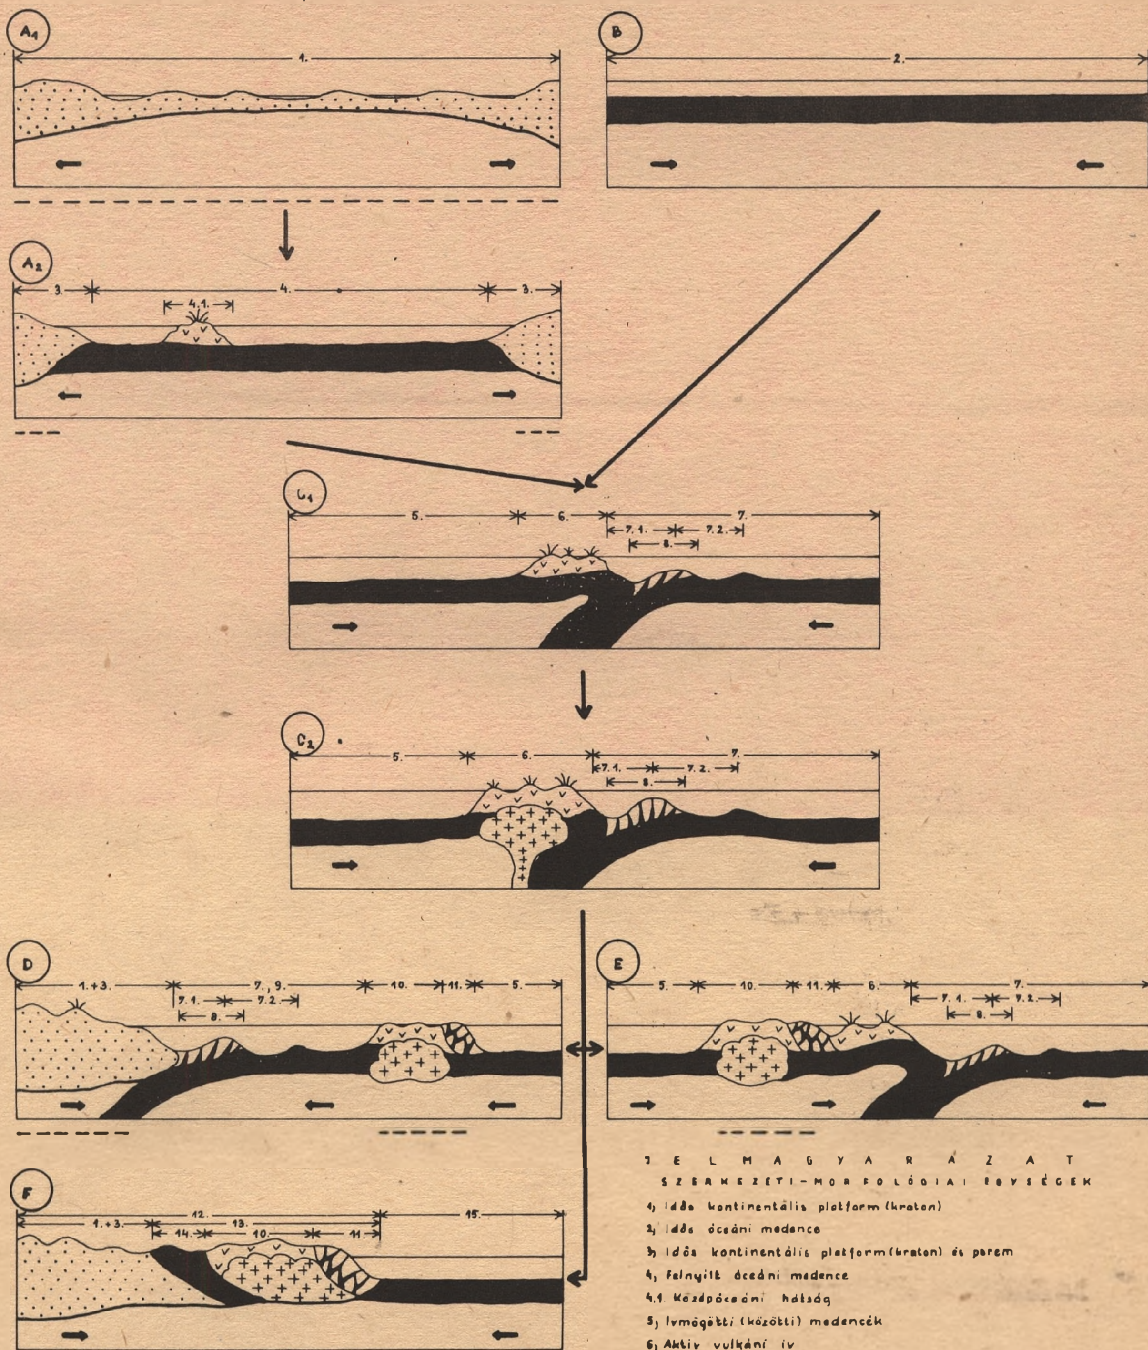 A₁
1.
B
2.
A₂
3. 4. 3.
4.1.
C₁
5. 6. 7.
7.1. 7.2.
8.
C₂
5. 6. 7.
7.1. 7.2.
8.
D
1.+3. 7., 9. 10. 11. 5.
7.1. 7.2.
8.
E
5. 10. 11. 6. 7.
7.1. 7.2.
8.
F
12. 15.
1.+3. 13.
14. 10. 11.
JELMAGYARÁZAT
SZERKEZETI-MORFOLÓGIAI EGYSÉGEK
1, Idős kontinentális platform (kraton)
2, Idős óceáni medence
3, Idős kontinentális platform (kraton) és perem
4, Felnyílt óceáni medence
4.1. Középóceáni hátság
5, Ívmögötti (közötti) medencék
6, Aktív vulkáni ív